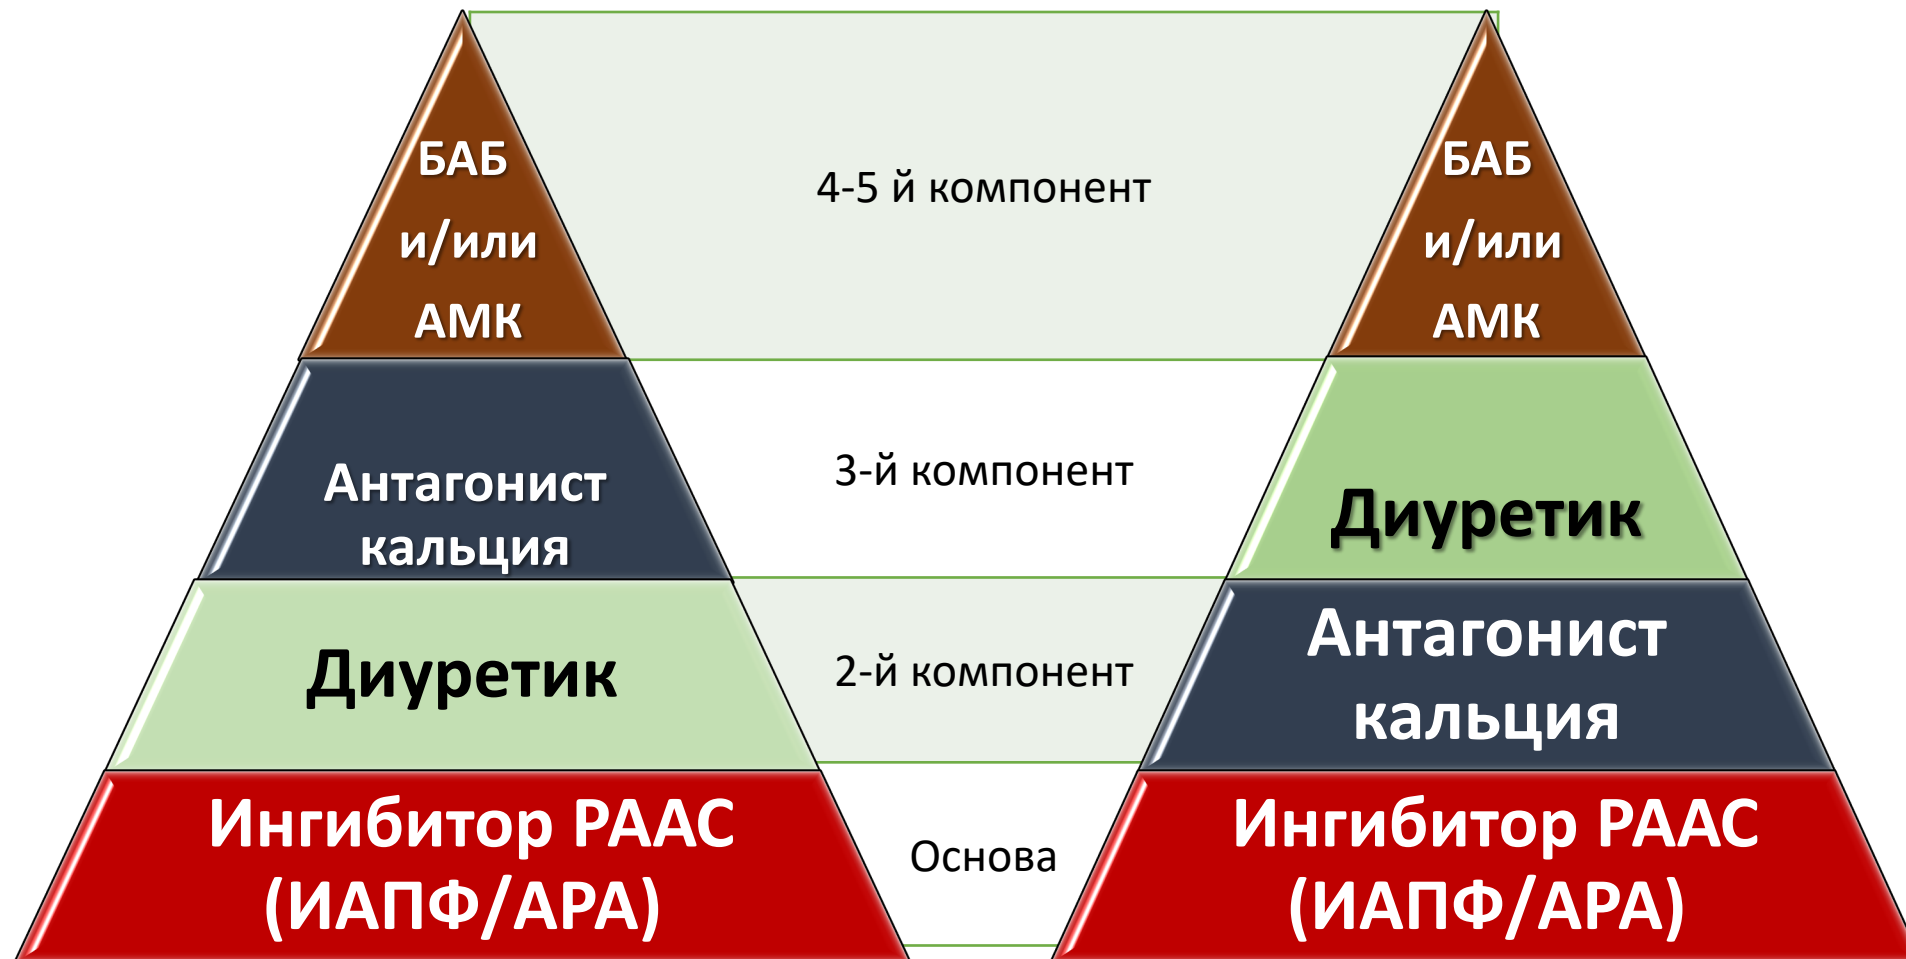 БАБ
и/или
АМК
4-5 й компонент
БАБ
и/или
АМК
Антагонист
кальция
3-й компонент
Диуретик
Диуретик
2-й компонент
Антагонист
кальция
Ингибитор РААС
(ИАПФ/АРА)
Основа
Ингибитор РААС
(ИАПФ/АРА)